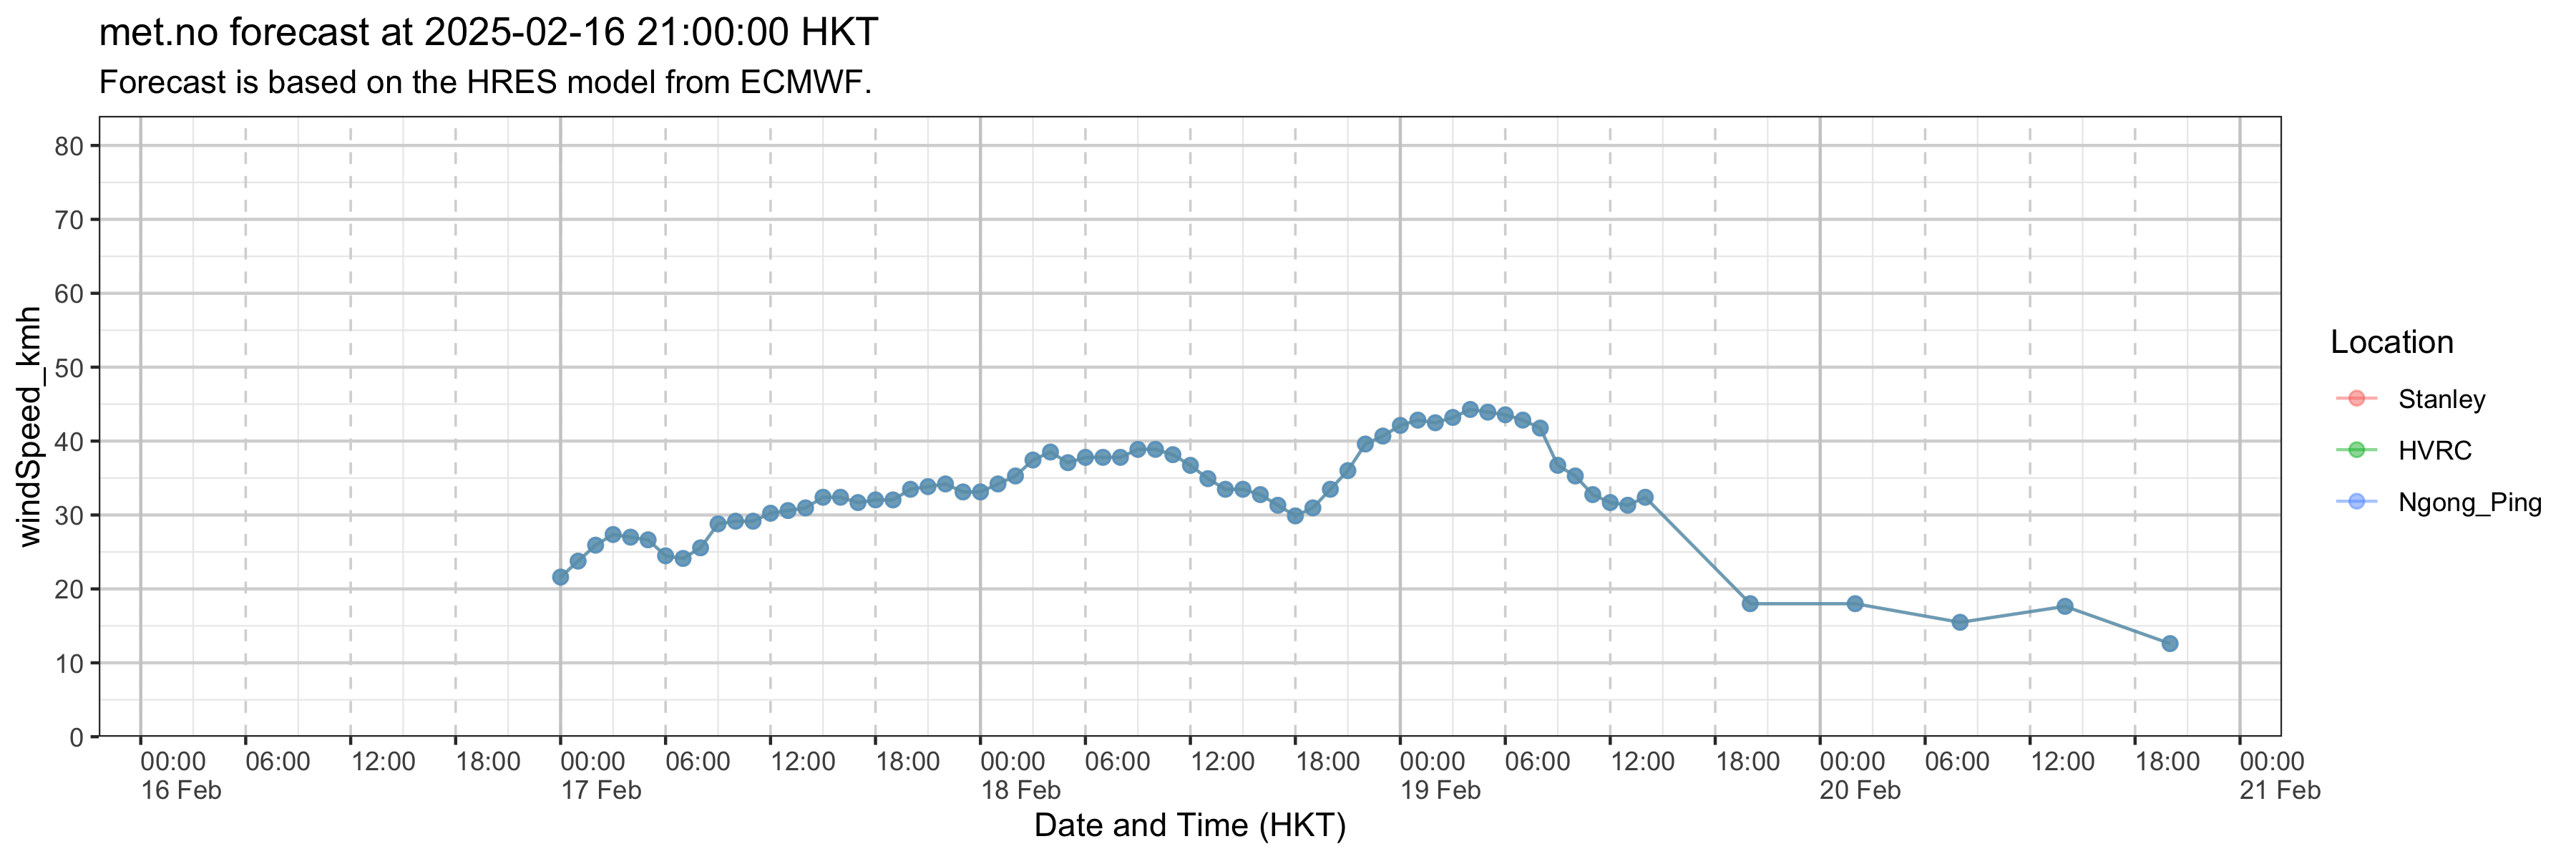 met.no forecast at 2025-02-16 21:00:00 HKT
Forecast is based on the HRES model from ECMWF.
windSpeed_kmh
80
70
60
50
40
30
20
10
0
00:00 06:00 12:00 18:00 00:00 06:00 12:00 18:00 00:00 06:00 12:00 18:00 00:00 06:00 12:00 18:00 00:00 06:00 12:00 18:00 00:00
16 Feb 17 Feb 18 Feb 19 Feb 20 Feb 21 Feb
Date and Time (HKT)
Location
Stanley
HVRC
Ngong_Ping